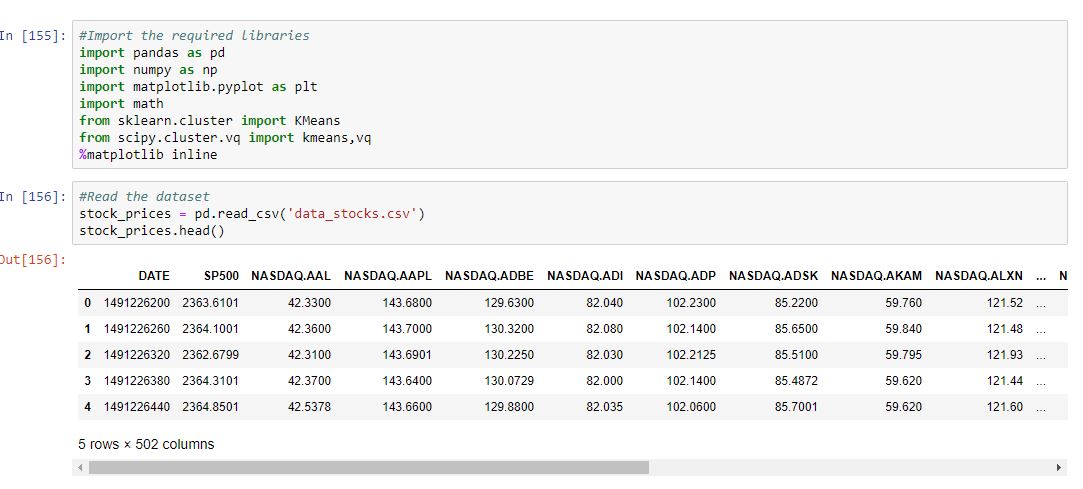 In [155]: #Import the required libraries
import pandas as pd
import numpy as np
import matplotlib.pyplot as plt
import math
from sklearn.cluster import KMeans
from scipy.cluster.vq import kmeans,vq
%matplotlib inline
In [156]: #Read the dataset
stock_prices = pd.read_csv('data_stocks.csv')
stock_prices.head()
Out[156]:
DATE SP500 NASDAQ.AAL NASDAQ.AAPL NASDAQ.ADBE NASDAQ.ADI NASDAQ.ADP NASDAQ.ADSK NASDAQ.AKAM NASDAQ.ALXN ... N
0 1491226200 2363.6101 42.3300 143.6800 129.6300 82.040 102.2300 85.2200 59.760 121.52 ...
1 1491226260 2364.1001 42.3600 143.7000 130.3200 82.080 102.1400 85.6500 59.840 121.48 ...
2 1491226320 2362.6799 42.3100 143.6901 130.2250 82.030 102.2125 85.5100 59.795 121.93 ...
3 1491226380 2364.3101 42.3700 143.6400 130.0729 82.000 102.1400 85.4872 59.620 121.44 ...
4 1491226440 2364.8501 42.5378 143.6600 129.8800 82.035 102.0600 85.7001 59.620 121.60 ...
5 rows × 502 columns